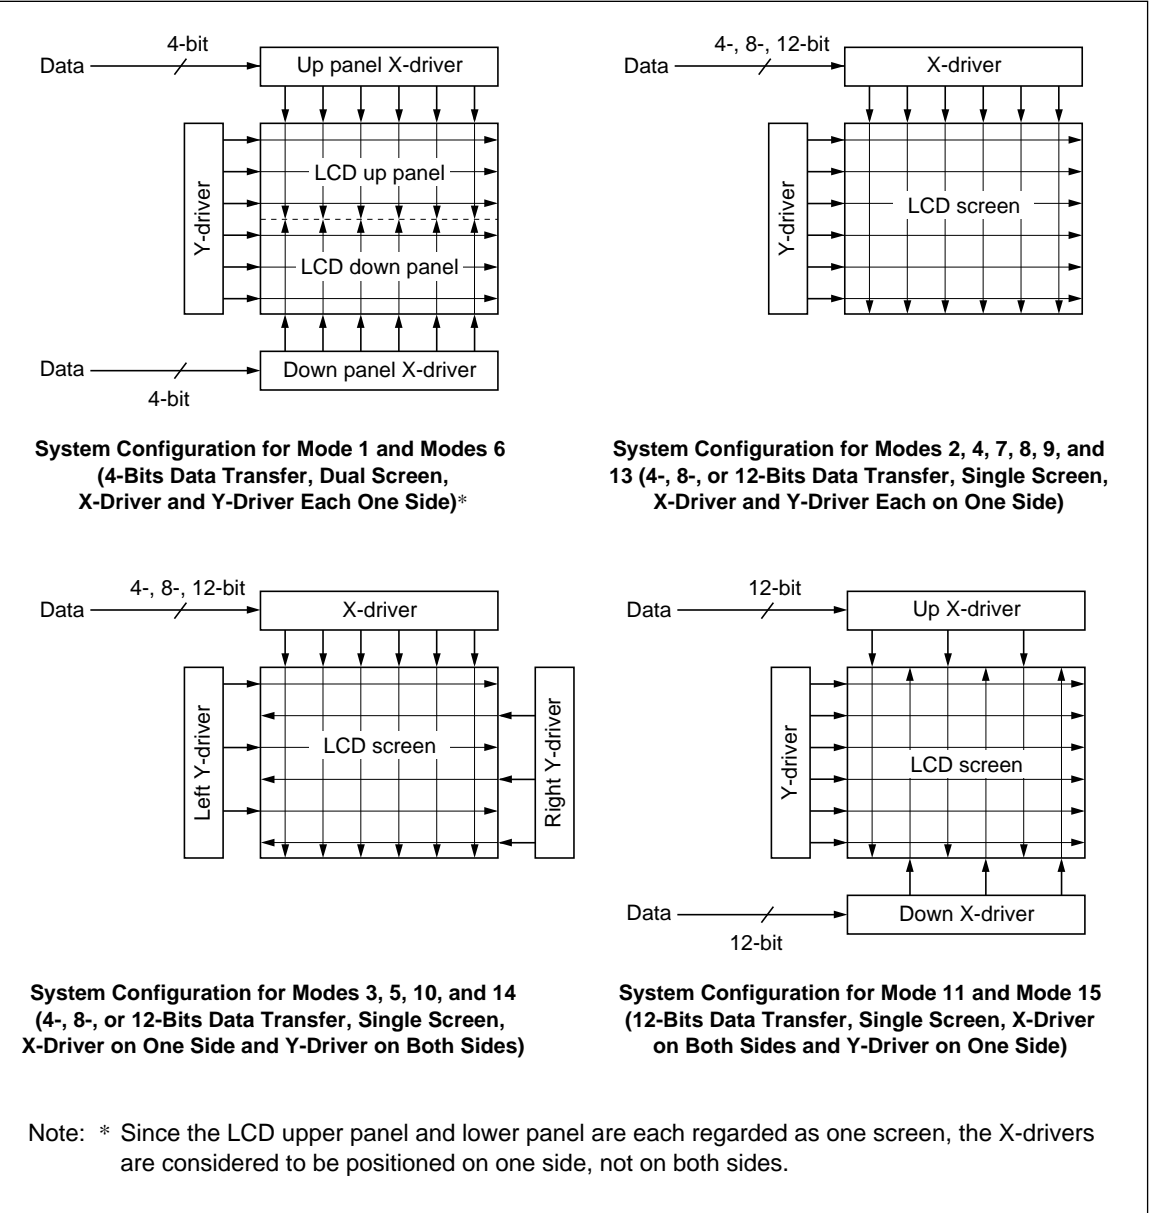 4-bit
Data
Up panel X-driver
Y-driver
LCD up panel
LCD down panel
Data
Down panel X-driver
4-bit
System Configuration for Mode 1 and Modes 6
(4-Bits Data Transfer, Dual Screen,
X-Driver and Y-Driver Each One Side)*
4-, 8-, 12-bit
Data
X-driver
Y-driver
LCD screen
System Configuration for Modes 2, 4, 7, 8, 9, and
13 (4-, 8-, or 12-Bits Data Transfer, Single Screen,
X-Driver and Y-Driver Each on One Side)
4-, 8-, 12-bit
Data
X-driver
Left Y-driver
LCD screen
Right Y-driver
System Configuration for Modes 3, 5, 10, and 14
(4-, 8-, or 12-Bits Data Transfer, Single Screen,
X-Driver on One Side and Y-Driver on Both Sides)
12-bit
Data
Up X-driver
Y-driver
LCD screen
Data
Down X-driver
12-bit
System Configuration for Mode 11 and Mode 15
(12-Bits Data Transfer, Single Screen, X-Driver
on Both Sides and Y-Driver on One Side)
Note: * Since the LCD upper panel and lower panel are each regarded as one screen, the X-drivers
are considered to be positioned on one side, not on both sides.